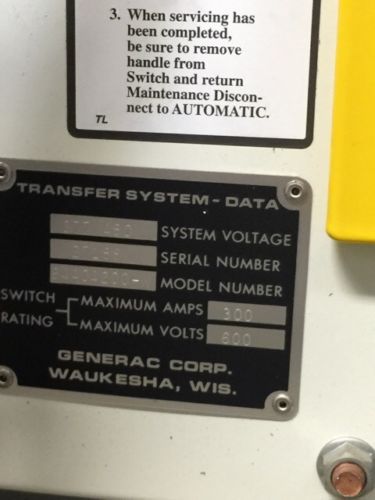 3. When servicing has
been completed,
be sure to remove
handle from
Switch and return
Maintenance Discon-
nect to AUTOMATIC.
TL
TRANSFER SYSTEM - DATA
SYSTEM VOLTAGE
SERIAL NUMBER
MODEL NUMBER
SWITCH RATING
MAXIMUM AMPS 300
MAXIMUM VOLTS 600
GENERAC CORP.
WAUKESHA, WIS.